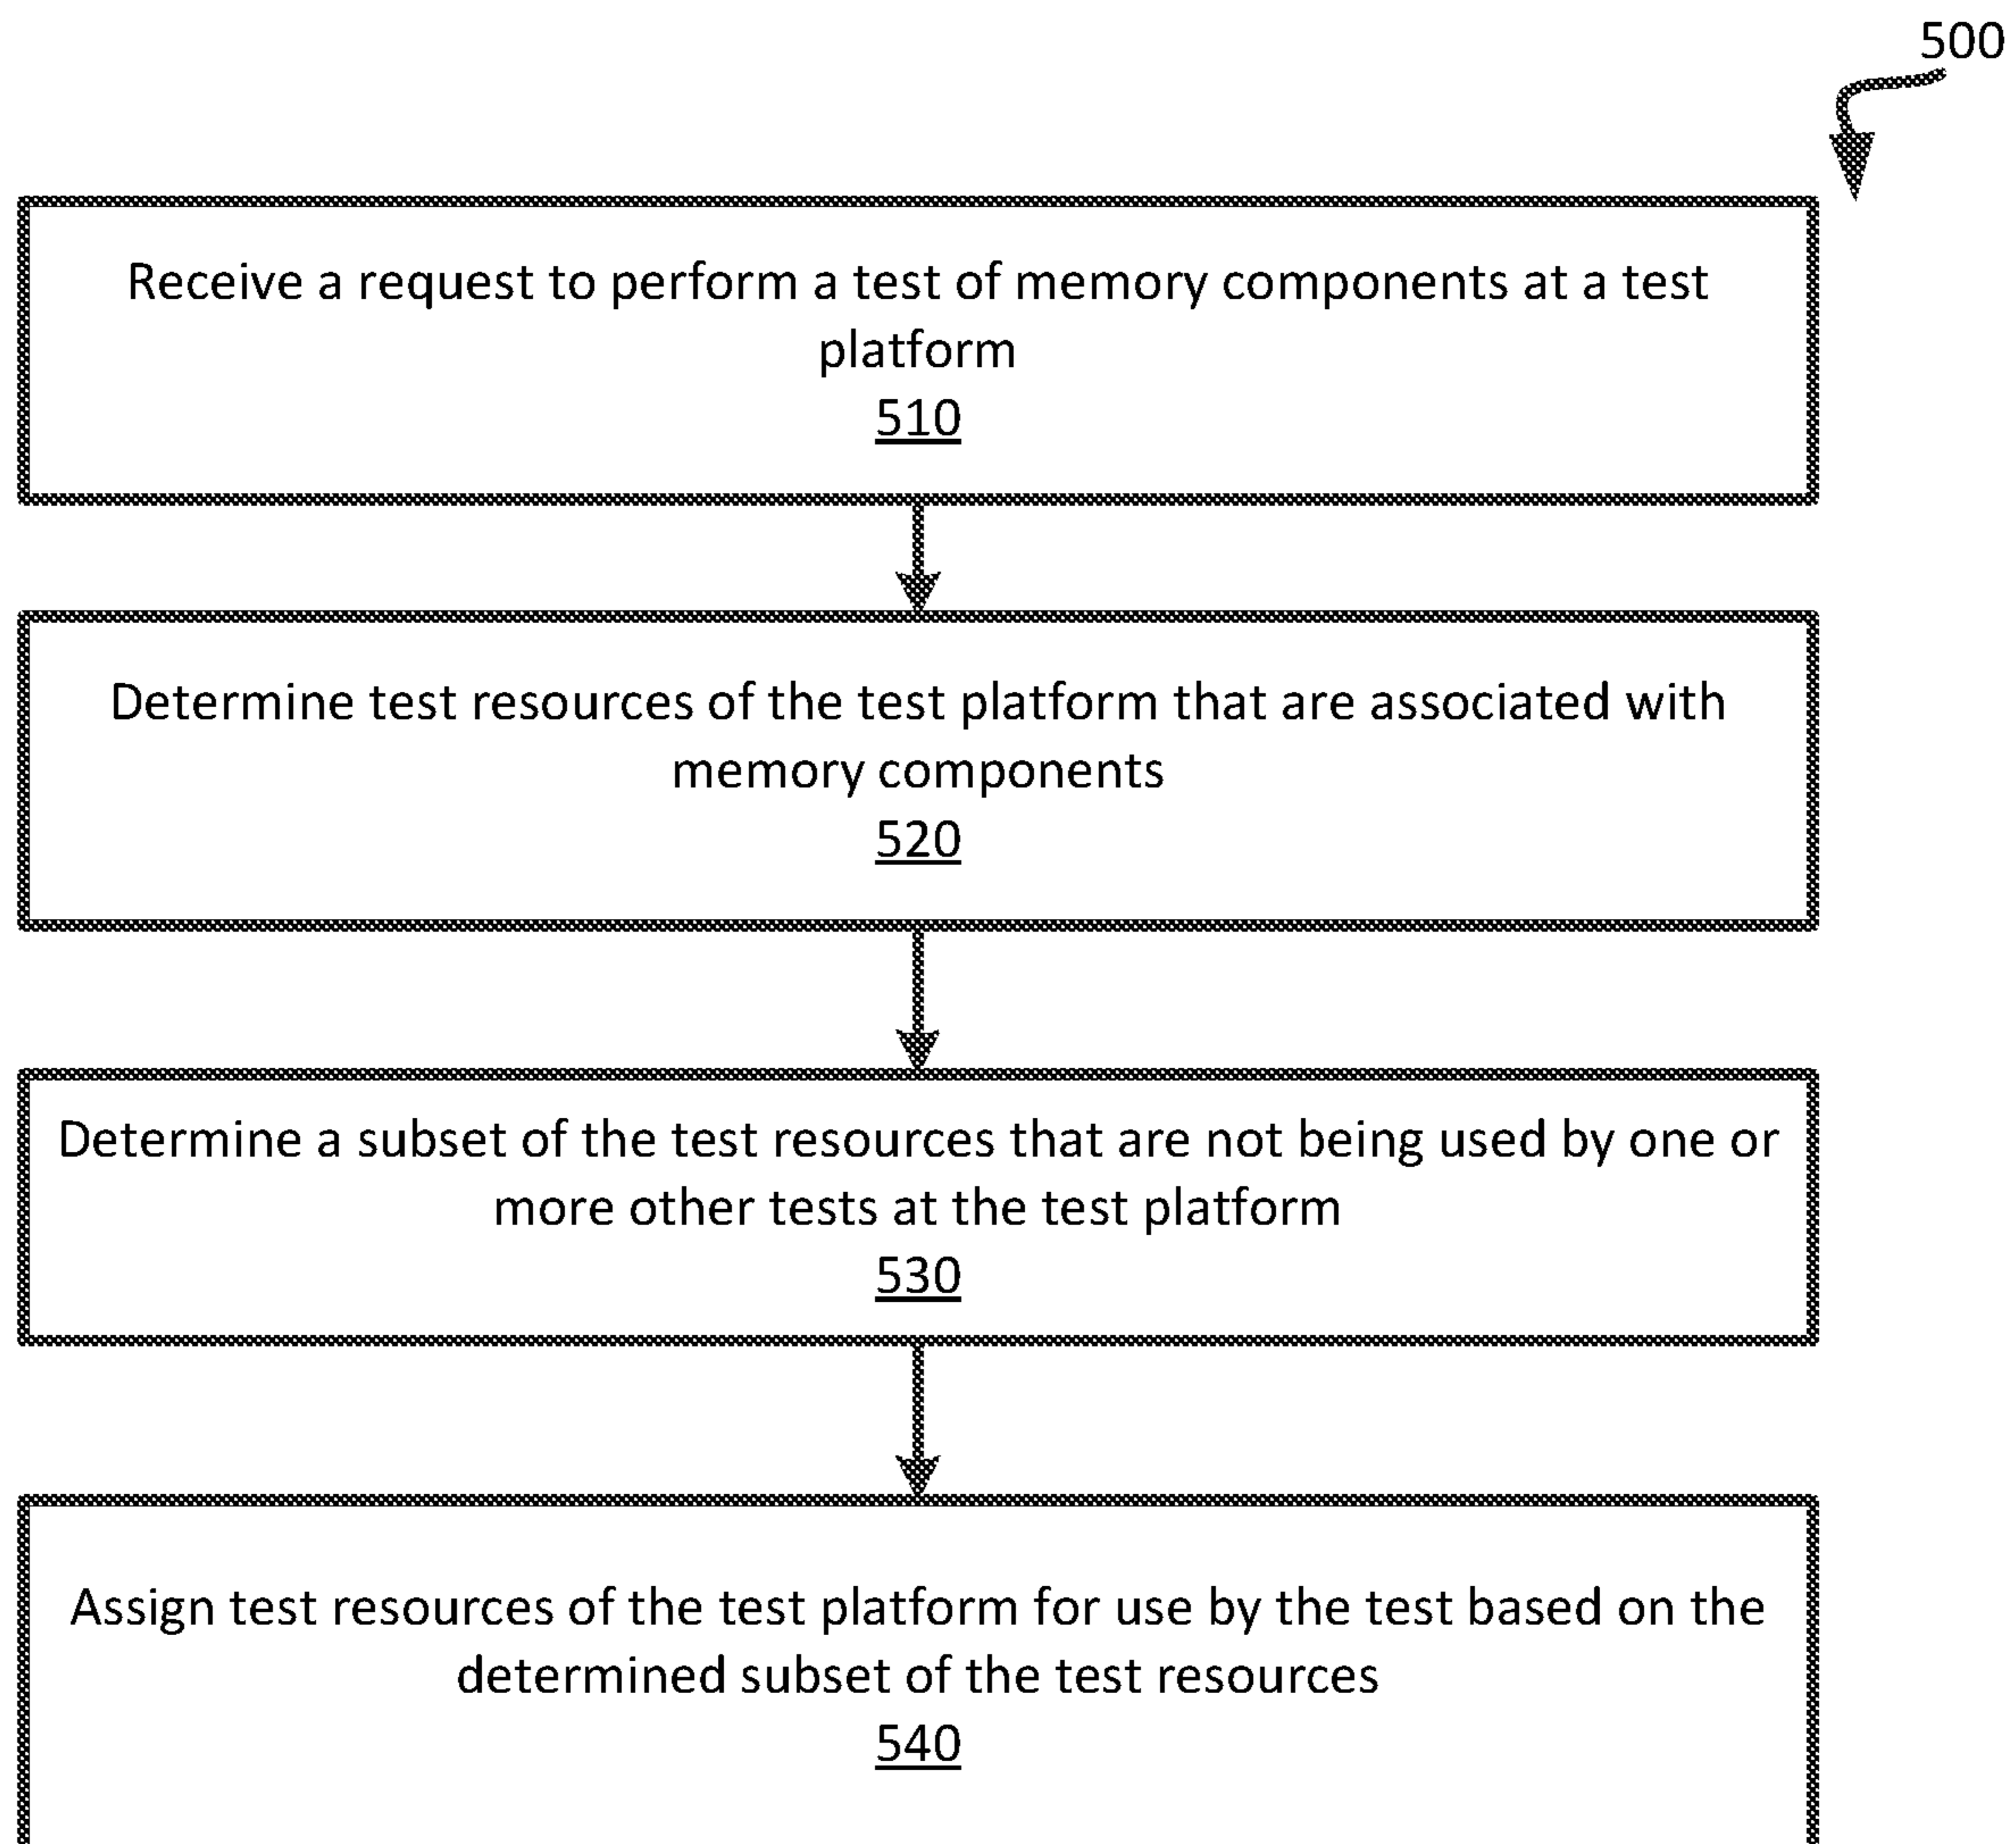 500
Receive a request to perform a test of memory components at a test
platform
510
Determine test resources of the test platform that are associated with
memory components
520
Determine a subset of the test resources that are not being used by one or
more other tests at the test platform
530
Assign test resources of the test platform for use by the test based on the
determined subset of the test resources
540